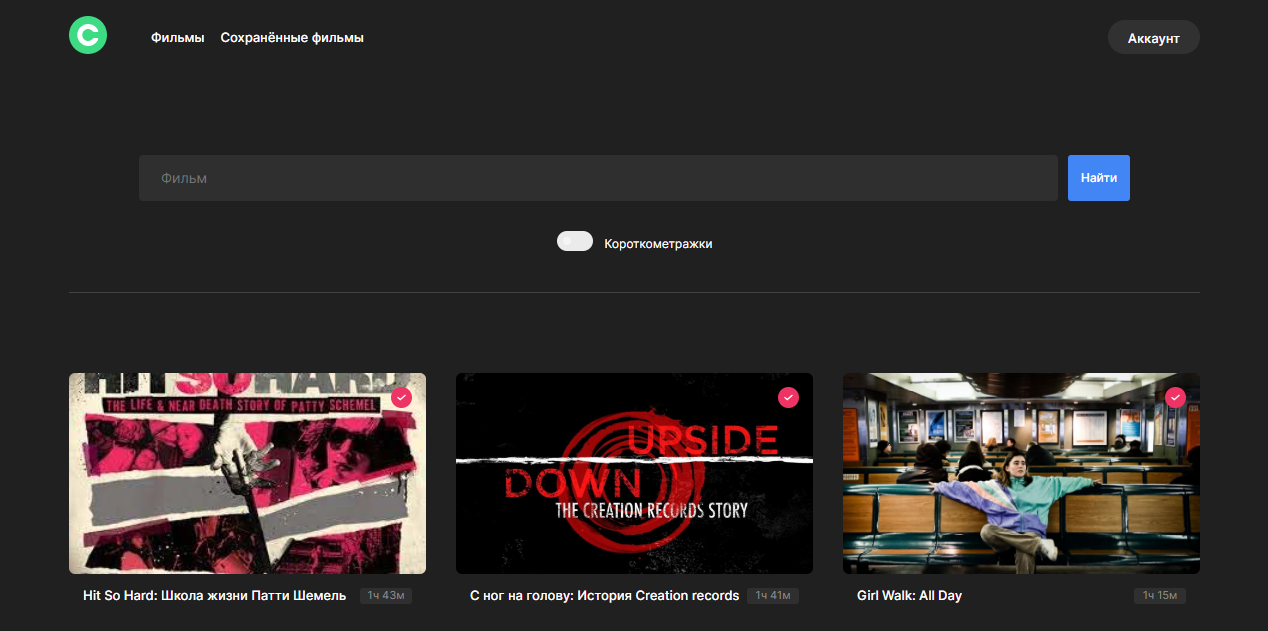 C
Фильмы Сохранённые фильмы Аккаунт
Фильм Найти
Короткометражки
HIT SO HARD
THE LIFE & NEAR DEATH STORY OF PATTY SCHEMEL
UPSIDE
DOWN
THE CREATION RECORDS STORY
Hit So Hard: Школа жизни Патти Шемель 1ч 43м
С ног на голову: История Creation records 1ч 41м
Girl Walk: All Day 1ч 15м